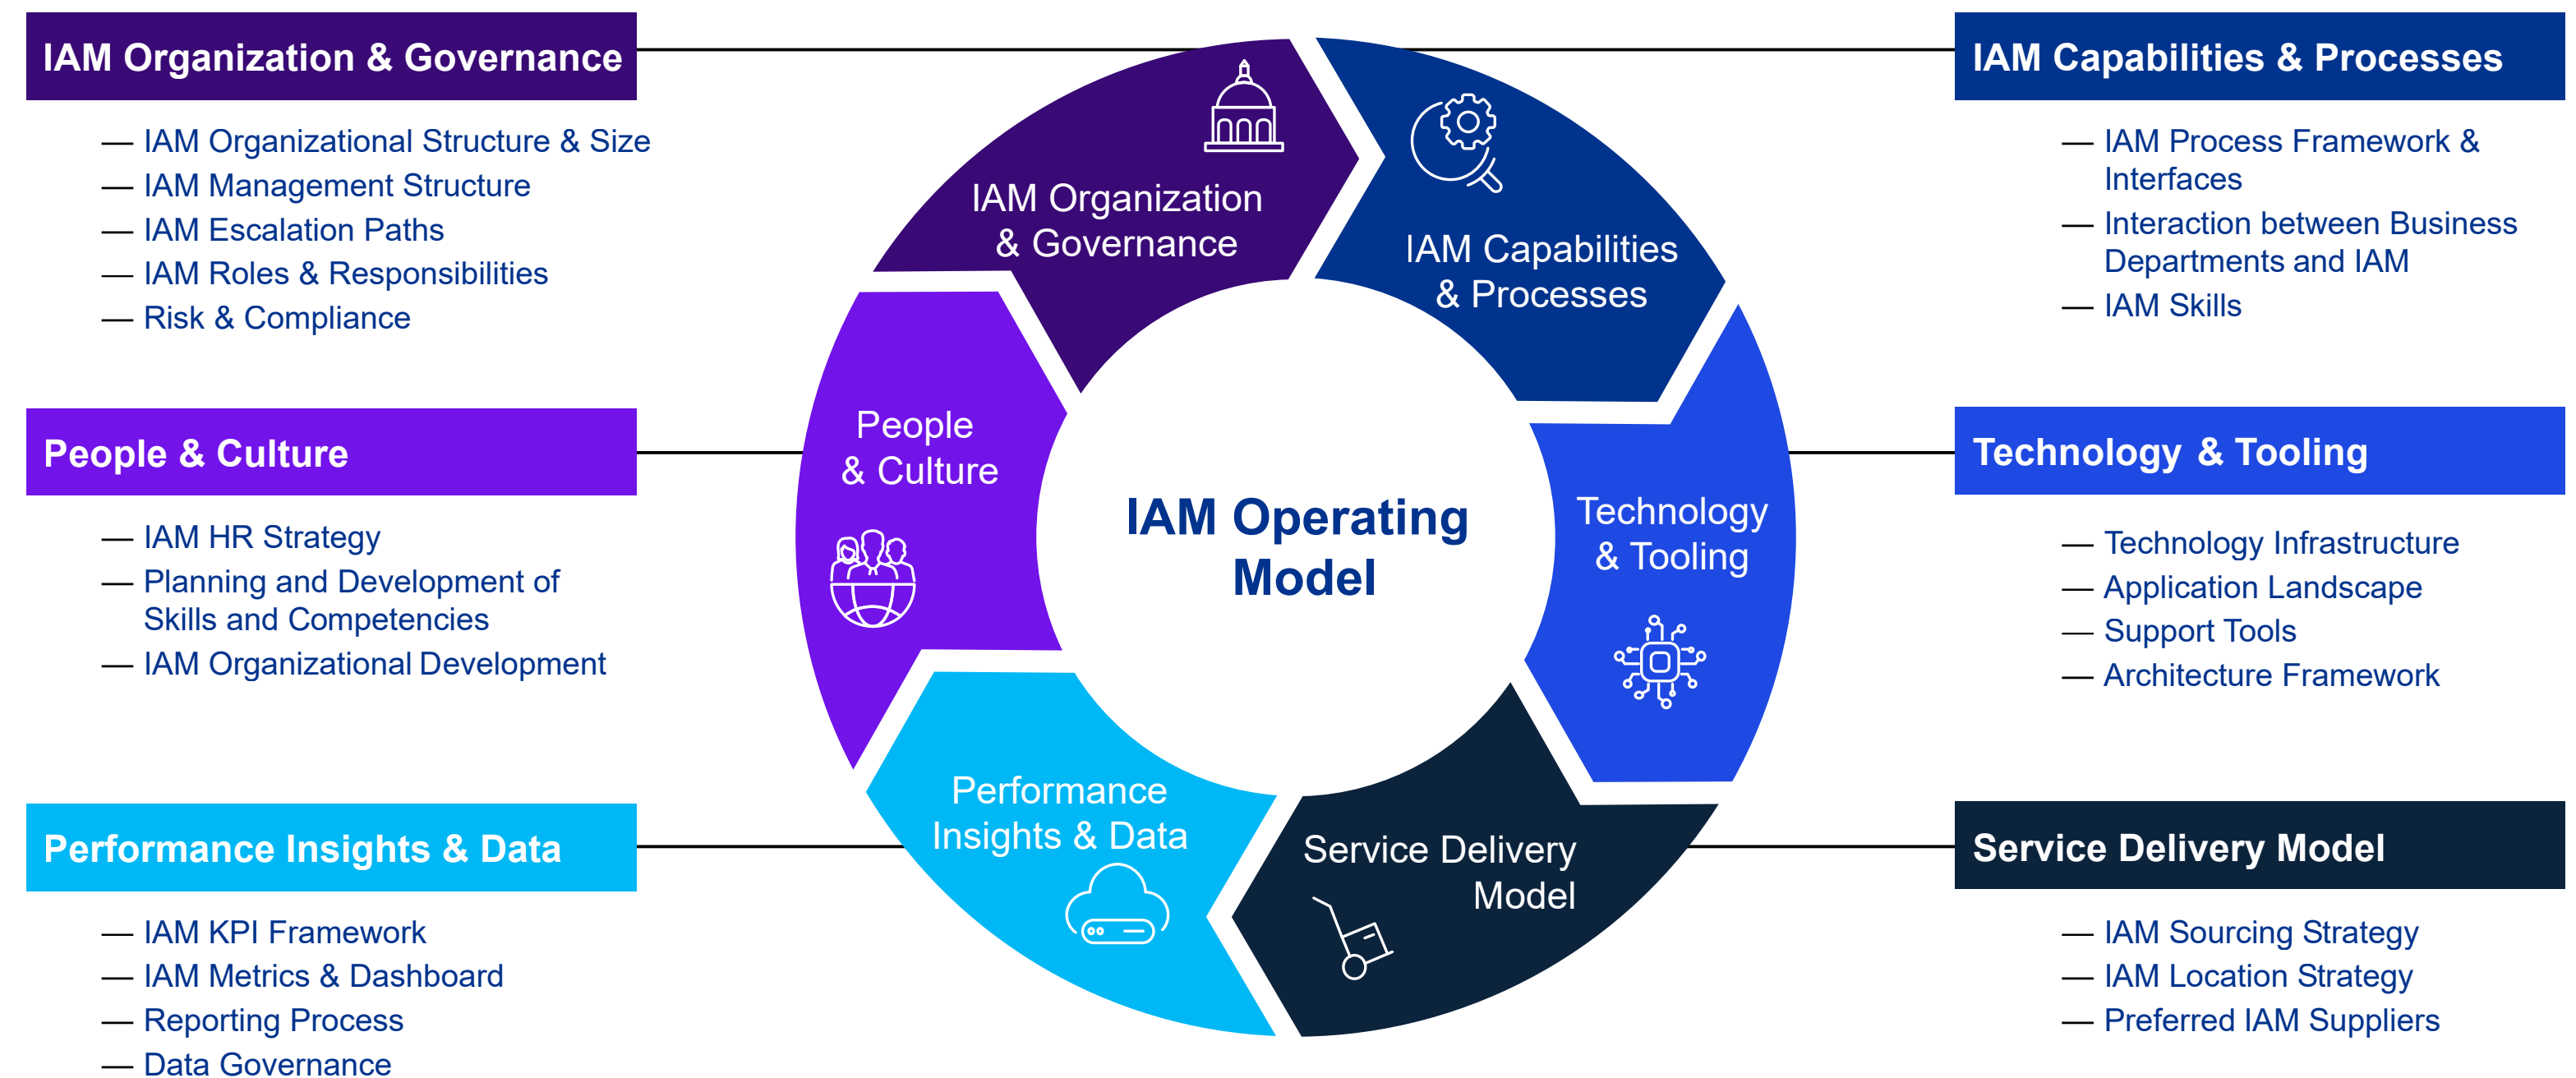 IAM Organization & Governance
— IAM Organizational Structure & Size
— IAM Management Structure
— IAM Escalation Paths
— IAM Roles & Responsibilities
— Risk & Compliance
People & Culture
— IAM HR Strategy
— Planning and Development of
Skills and Competencies
— IAM Organizational Development
Performance Insights & Data
— IAM KPI Framework
— IAM Metrics & Dashboard
— Reporting Process
— Data Governance
IAM Organization
& Governance
IAM Capabilities
& Processes
People
& Culture
IAM Operating
Model
Technology
& Tooling
Performance
Insights & Data
Service Delivery
Model
IAM Capabilities & Processes
— IAM Process Framework &
Interfaces
— Interaction between Business
Departments and IAM
— IAM Skills
Technology & Tooling
— Technology Infrastructure
— Application Landscape
— Support Tools
— Architecture Framework
Service Delivery Model
— IAM Sourcing Strategy
— IAM Location Strategy
— Preferred IAM Suppliers